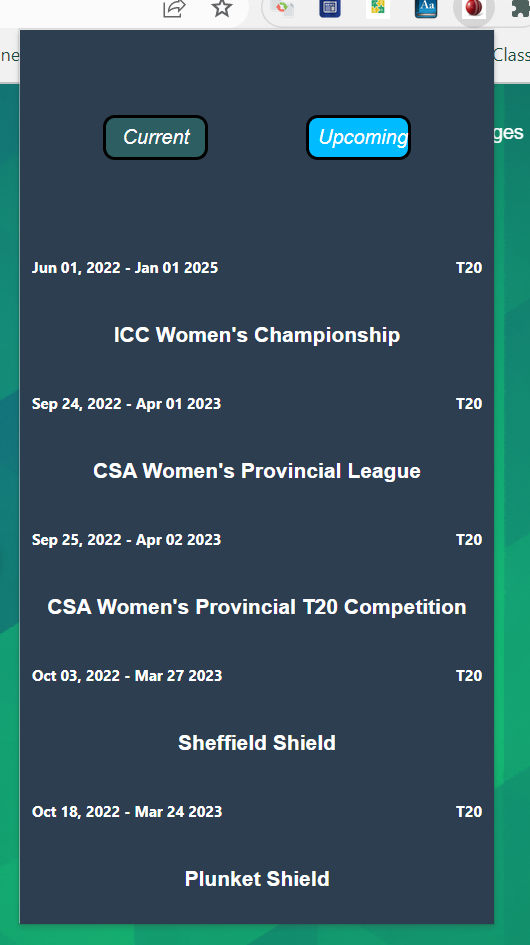 Aa
ne
Class
ges
Current
Upcoming
Jun 01, 2022 - Jan 01 2025
T20
ICC Women's Championship
Sep 24, 2022 - Apr 01 2023
T20
CSA Women's Provincial League
Sep 25, 2022 - Apr 02 2023
T20
CSA Women's Provincial T20 Competition
Oct 03, 2022 - Mar 27 2023
T20
Sheffield Shield
Oct 18, 2022 - Mar 24 2023
T20
Plunket Shield